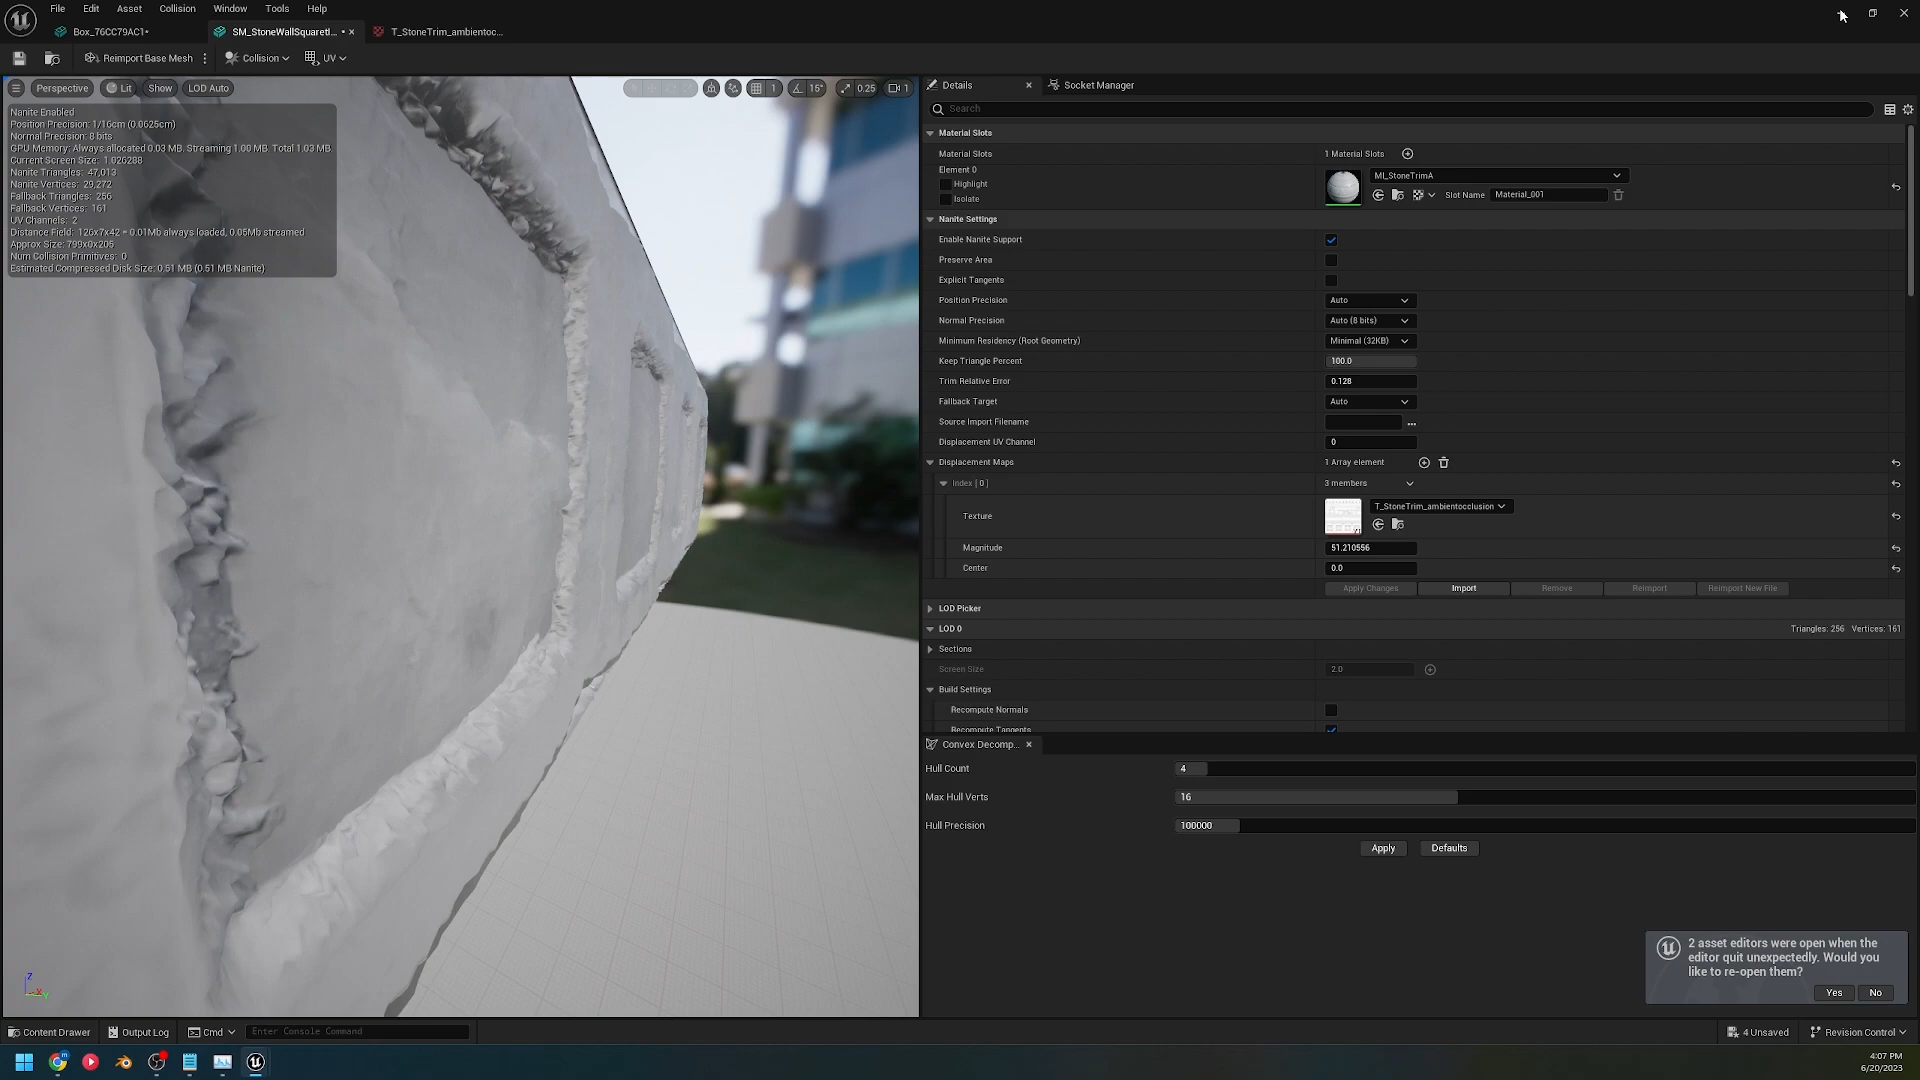 File Edit Asset Collision Window Tools Help
Box_76CC79AC1*
SM_StoneWallSquaretl... •
T_StoneTrim_ambientoc...
Reimport Base Mesh
Collision
UV
Perspective
Lit
Show
LOD Auto
1
15°
0.25
1
Nanite Enabled
Position Precision: 1/16cm (0.0625cm)
Normal Precision: 8 bits
GPU Memory: Always allocated 0.03 MB. Streaming 1.00 MB. Total 1.03 MB.
Current Screen Size: 1.026288
Nanite Triangles: 47,013
Nanite Vertices: 29,272
Fallback Triangles: 256
Fallback Vertices: 161
UV Channels: 2
Distance Field: 126x7x42 = 0.01Mb always loaded, 0.05Mb streamed
Approx Size: 799x0x205
Num Collision Primitives: 0
Estimated Compressed Disk Size: 0.51 MB (0.51 MB Nanite)
Z
X
Y
Details
Socket Manager
Search
Material Slots
Material Slots
1 Material Slots
Element 0
Highlight
Isolate
MI_StoneTrimA
Slot Name
Material_001
Nanite Settings
Enable Nanite Support
Preserve Area
Explicit Tangents
Position Precision
Auto
Normal Precision
Auto (8 bits)
Minimum Residency (Root Geometry)
Minimal (32KB)
Keep Triangle Percent
100.0
Trim Relative Error
0.128
Fallback Target
Auto
Source Import Filename
...
Displacement UV Channel
0
Displacement Maps
1 Array element
Index [ 0 ]
3 members
Texture
T_StoneTrim_ambientocclusion
Magnitude
51.210556
Center
0.0
Apply Changes
Import
Remove
Reimport
Reimport New File
LOD Picker
LOD 0
Triangles: 256 Vertices: 161
Sections
Screen Size
2.0
Build Settings
Recompute Normals
Recompute Tangents
Convex Decomp...
Hull Count
4
Max Hull Verts
16
Hull Precision
100000
Apply
Defaults
2 asset editors were open when the
editor quit unexpectedly. Would you
like to re-open them?
Yes
No
Content Drawer
Output Log
Cmd
Enter Console Command
4 Unsaved
Revision Control
4:07 PM
6/20/2023